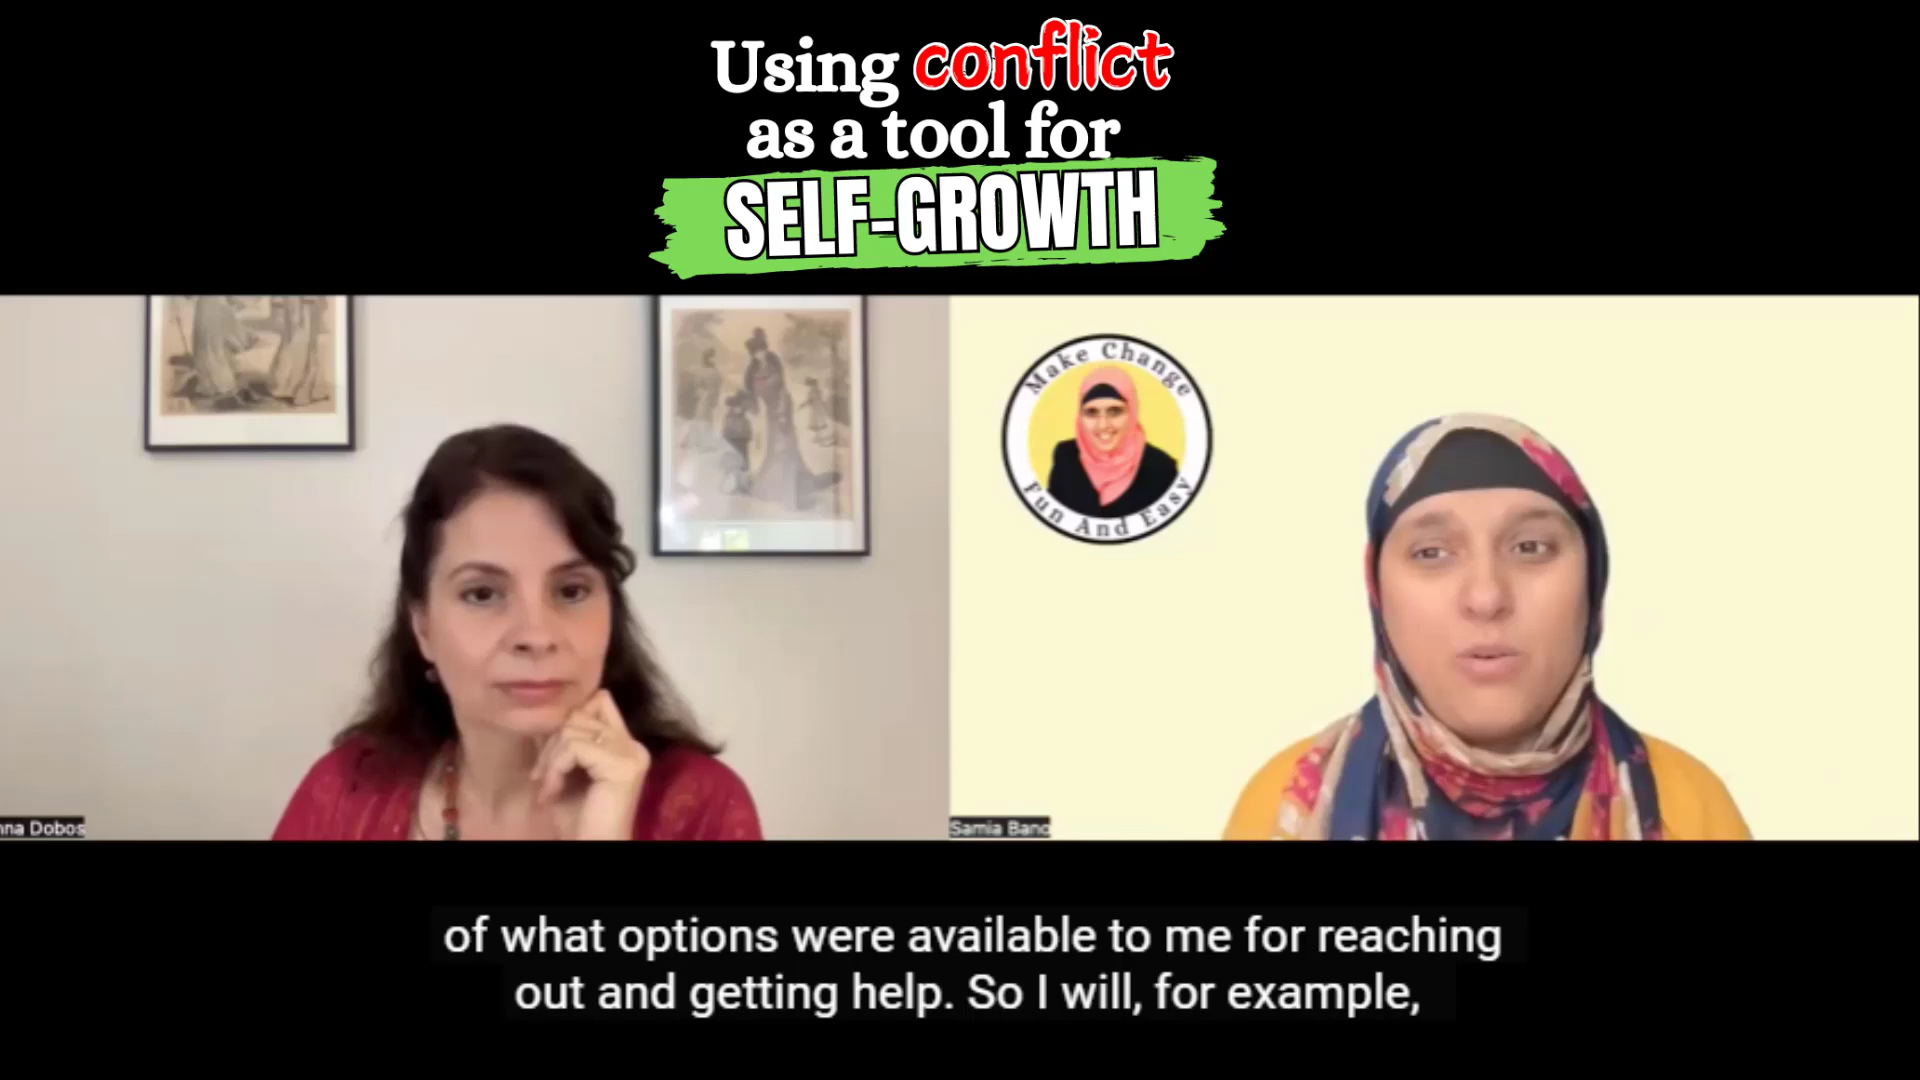 Using conflict
as a tool for
SELF-GROWTH
Make Change
Fun And Easy
nna Dobos
Samia Bano
of what options were available to me for reaching
out and getting help. So I will, for example,